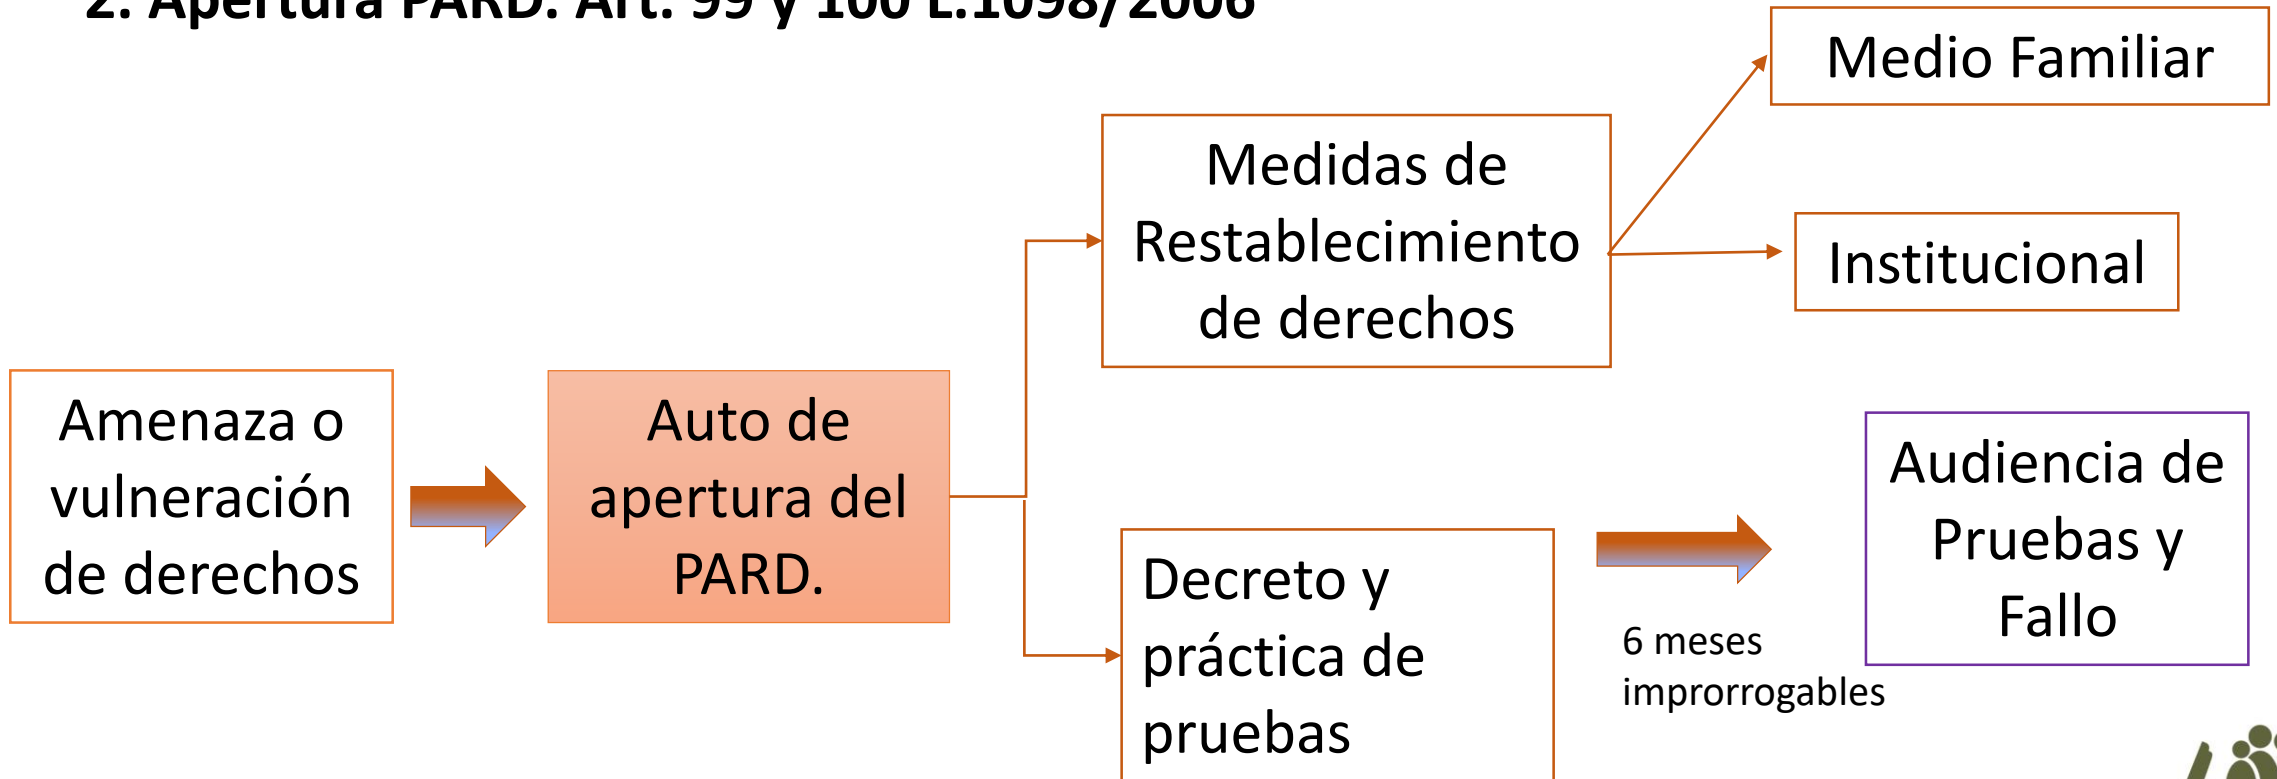 2. Apertura PARD. Art. 99 y 100 L.1098/2006
Medio Familiar
Medidas de
Restablecimiento
de derechos
Institucional
Amenaza o
vulneración
de derechos
Auto de
apertura del
PARD.
Decreto y
práctica de
pruebas
6 meses
improrrogables
Audiencia de
Pruebas y
Fallo